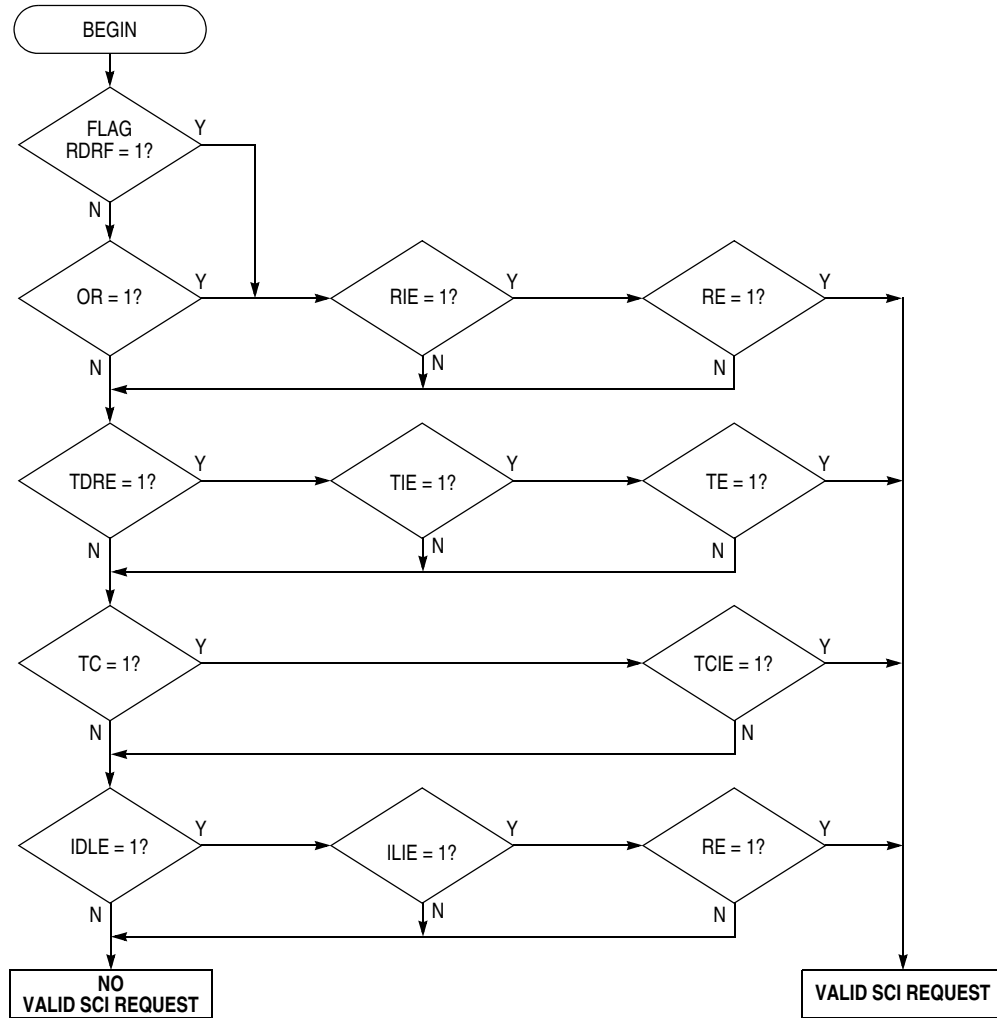 BEGIN
FLAG
RDRF = 1?
Y
N
OR = 1?
Y
N
RIE = 1?
Y
N
RE = 1?
Y
N
TDRE = 1?
Y
N
TIE = 1?
Y
N
TE = 1?
Y
N
TC = 1?
Y
N
TCIE = 1?
Y
N
IDLE = 1?
Y
N
ILIE = 1?
Y
N
RE = 1?
Y
N
NO
VALID SCI REQUEST
VALID SCI REQUEST